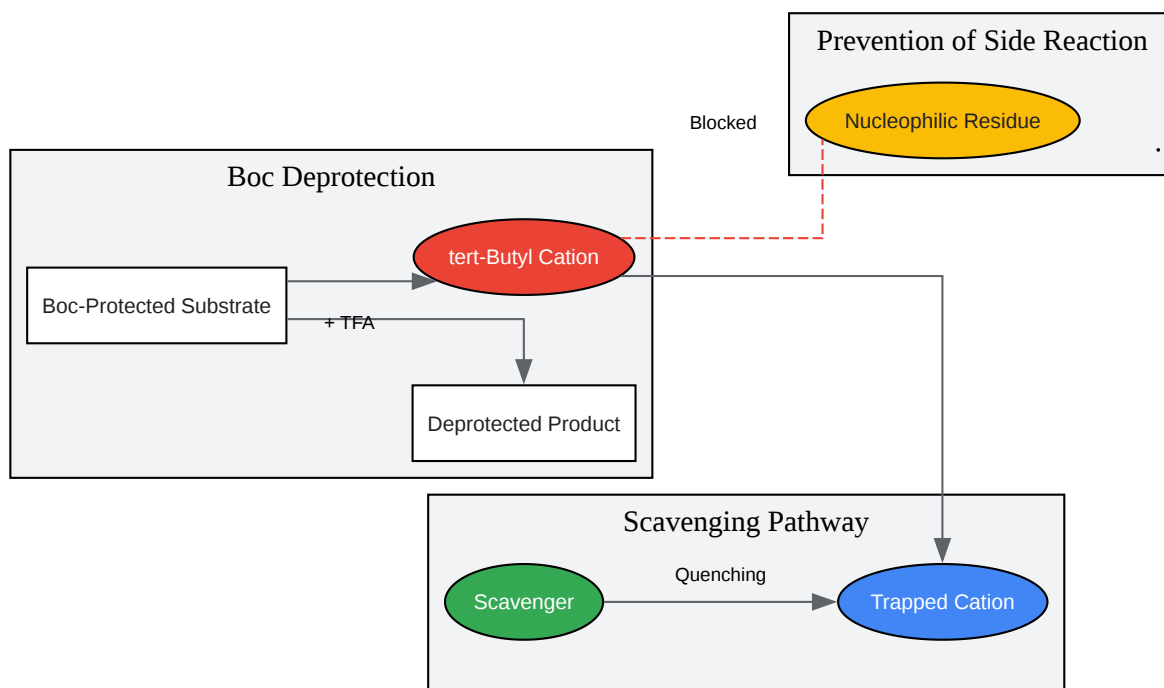 Prevention of Side Reaction
Nucleophilic Residue
Blocked
.
Boc Deprotection
tert-Butyl Cation
Boc-Protected Substrate
+ TFA
Deprotected Product
Scavenging Pathway
Quenching
Scavenger
Trapped Cation